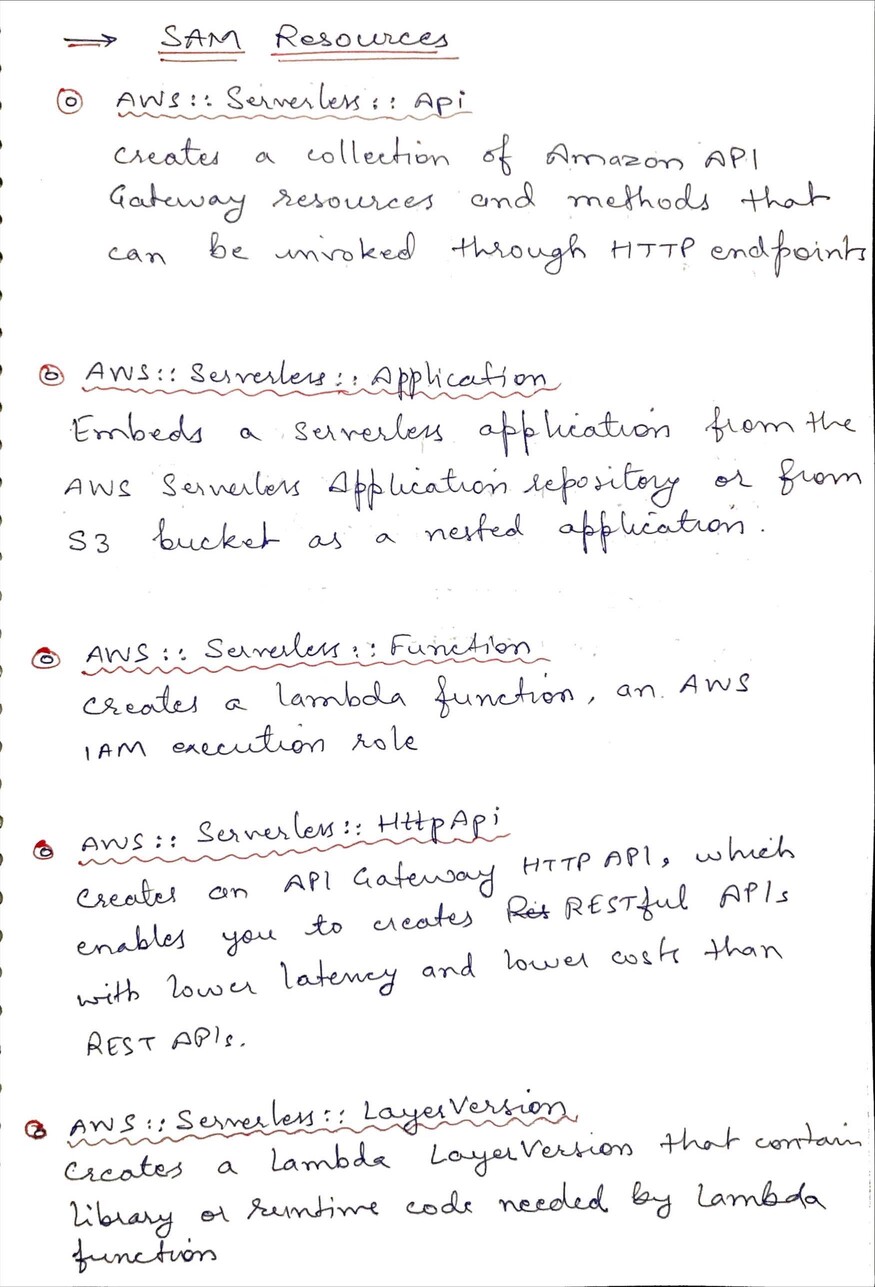 → SAM Resources
AWS :: Serverless :: Api
creates a collection of Amazon API
Gateway resources and methods that
can be invoked through HTTP endpoints
AWS :: Serverless :: Application
Embeds a serverless application from the
AWS Serverless Application repository or from
S3 bucket as a nested application.
AWS :: Serverless :: Function
creates a lambda function, an AWS
IAM execution role
AWS :: Serverless :: HttpApi
creates an API Gateway HTTP API, which
enables you to creates RESTful APIs
with lower latency and lower costs than
REST APIs.
AWS :: Serverless :: LayerVersion
creates a Lambda LayerVersion that contain
library or runtime code needed by Lambda
function